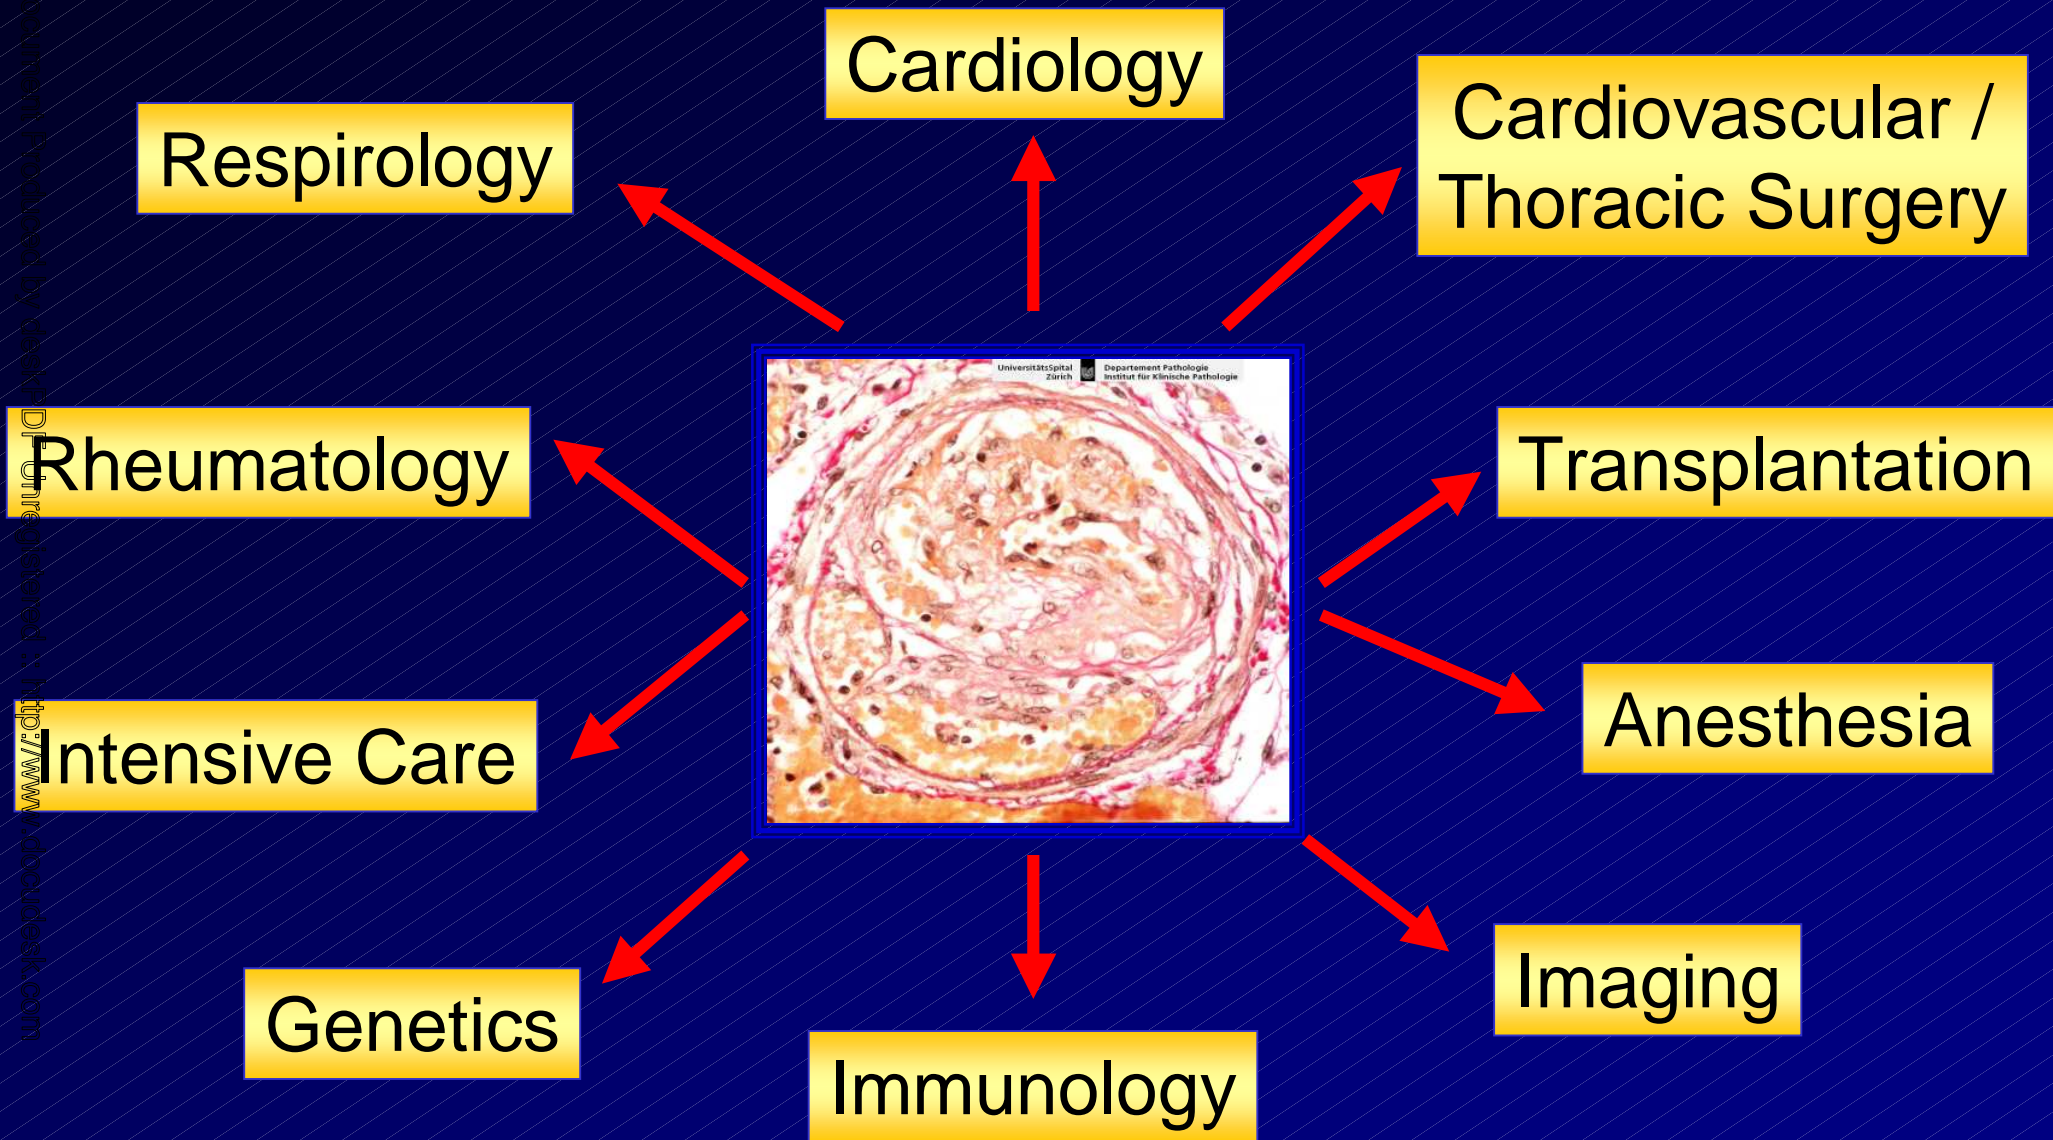 Cardiology
Cardiovascular /
Thoracic Surgery
Respirology
UniversitätsSpital
Zürich
Departement Pathologie
Institut für Klinische Pathologie
Rheumatology
Transplantation
Intensive Care
Anesthesia
Genetics
Imaging
Immunology